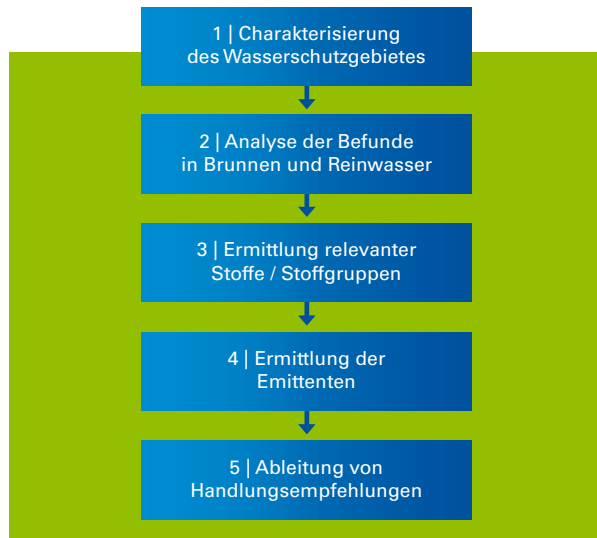 1 | Charakterisierung
des Wasserschutzgebietes
2 | Analyse der Befunde
in Brunnen und Reinwasser
3 | Ermittlung relevanter
Stoffe / Stoffgruppen
4 | Ermittlung der
Emittenten
5 | Ableitung von
Handlungsempfehlungen